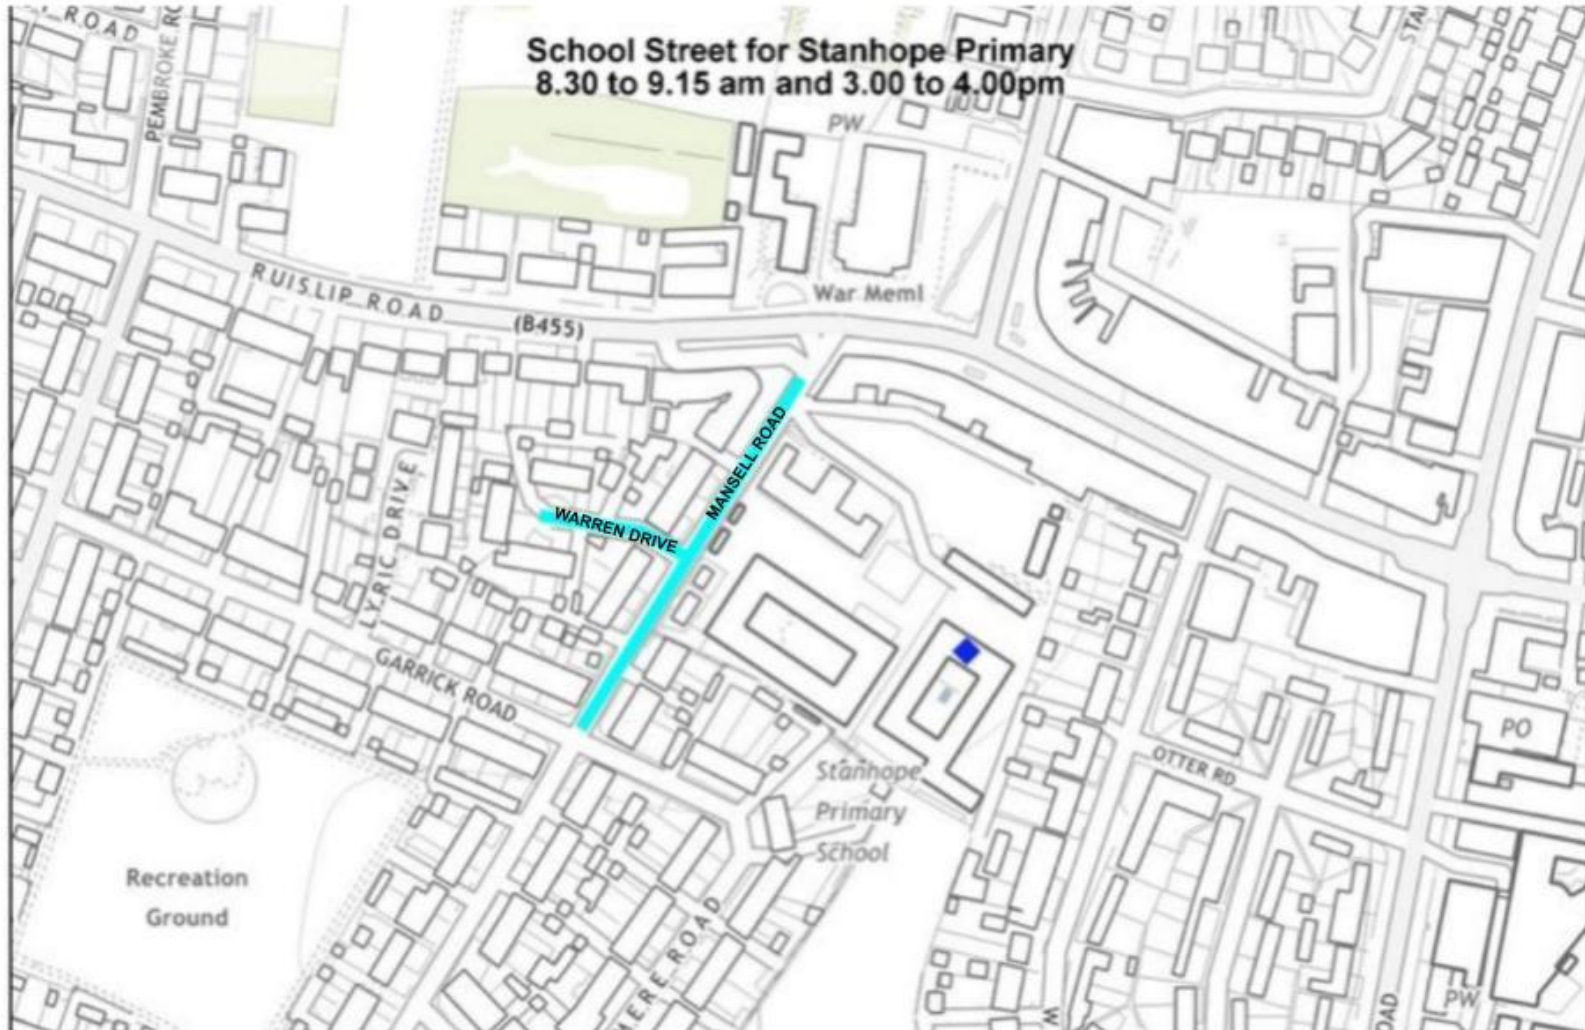 School Street for Stanhope Primary
8.30 to 9.15 am and 3.00 to 4.00pm
ROAD
PEMBROKE
PW
RUISLIP ROAD
(B455)
War Meml
MANSELL ROAD
WARREN DRIVE
LYRIC DRIVE
GARRICK ROAD
Stanhope
Primary
School
OTTER RD
PO
Recreation
Ground
MERE ROAD
PW